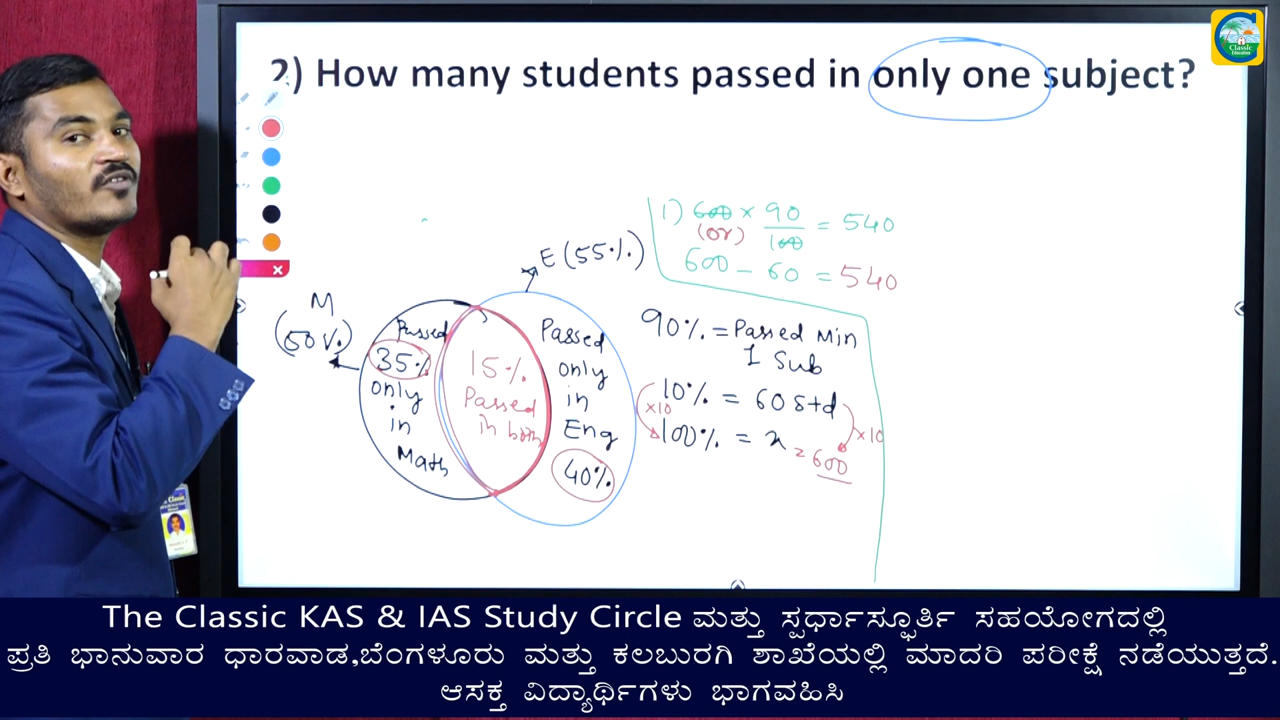 2) How many students passed in only one subject?
Classic
Education
1) 600 × 90/100 = 540
(or)
600 - 60 = 540
E (55%)
M
(50%)
Passed
35%
only
in
Math
15%
Passed
in both
Passed
only
in
Eng
40%
90% = Passed Min
1 Sub
10% = 60 Std
×10
100% = x = 600
×10
The Classic KAS & IAS Study Circle ಮತ್ತು ಸ್ಪರ್ಧಾಸ್ಫೂರ್ತಿ ಸಹಯೋಗದಲ್ಲಿ
ಪ್ರತಿ ಭಾನುವಾರ ಧಾರವಾಡ,ಬೆಂಗಳೂರು ಮತ್ತು ಕಲಬುರಗಿ ಶಾಖೆಯಲ್ಲಿ ಮಾದರಿ ಪರೀಕ್ಷೆ ನಡೆಯುತ್ತದೆ.
ಆಸಕ್ತ ವಿದ್ಯಾರ್ಥಿಗಳು ಭಾಗವಹಿಸಿ